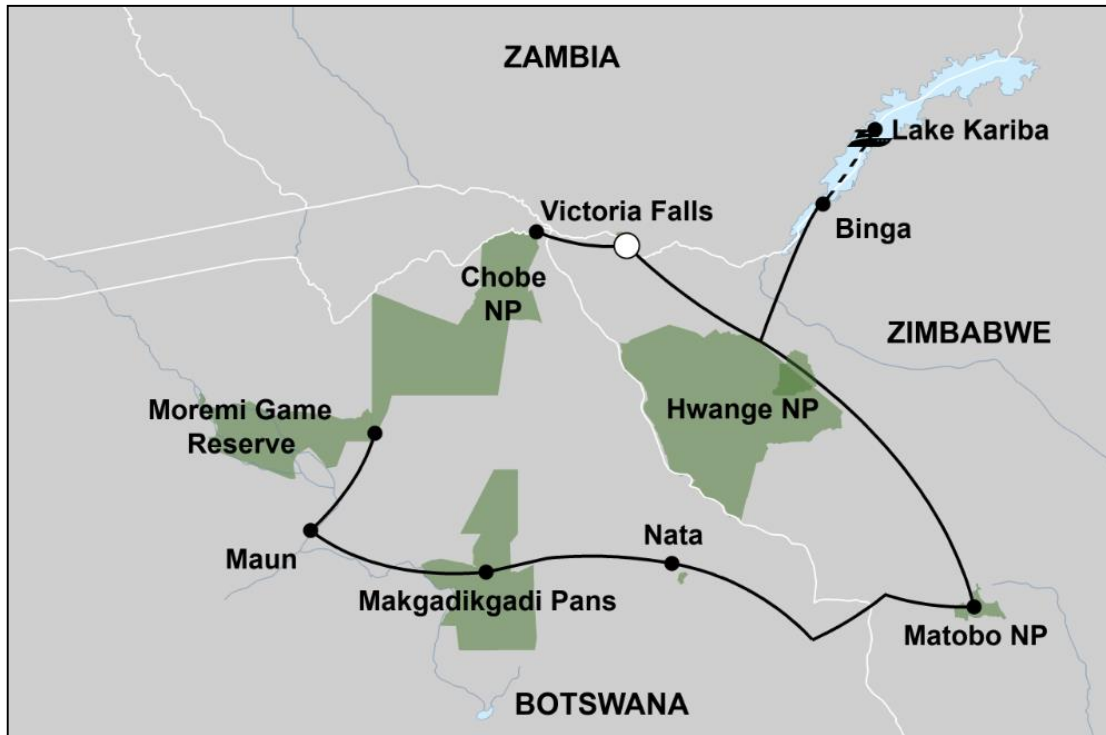 ZAMBIA
Lake Kariba
Victoria Falls
Binga
Chobe
NP
ZIMBABWE
Moremi Game
Reserve
Hwange NP
Maun
Nata
Makgadikgadi Pans
Matobo NP
BOTSWANA